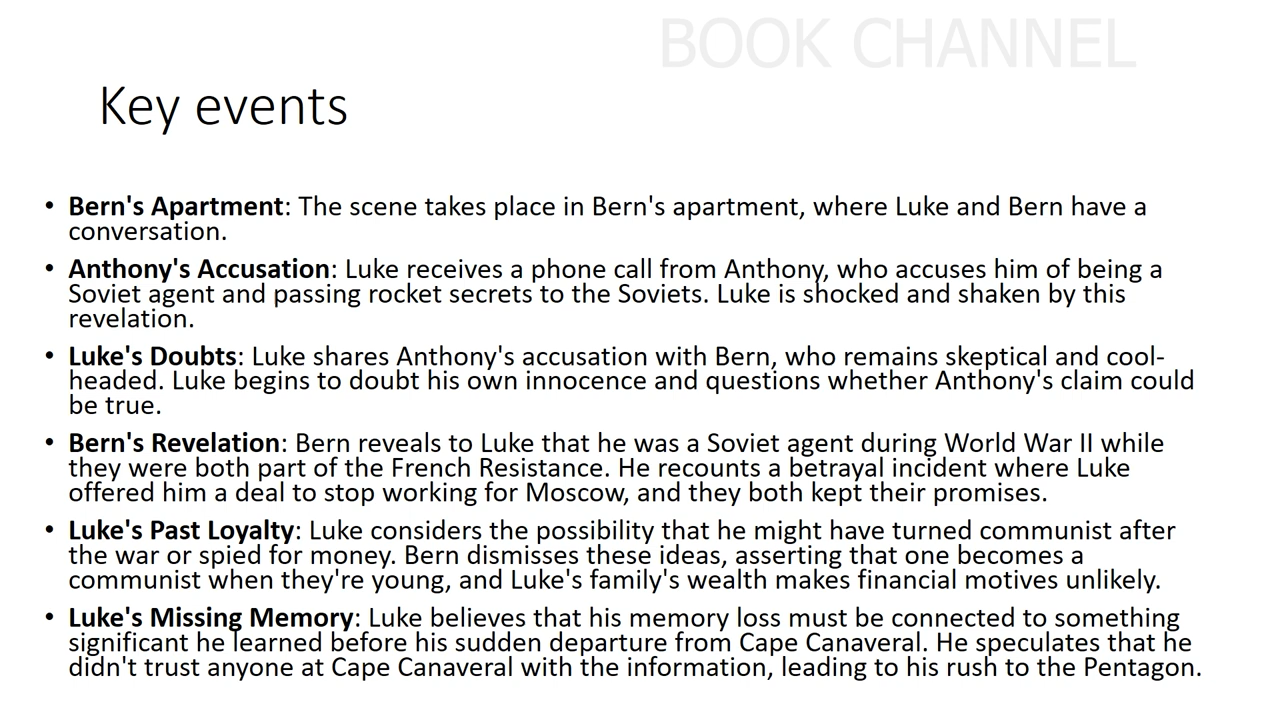 BOOK CHANNEL
Key events
• Bern's Apartment: The scene takes place in Bern's apartment, where Luke and Bern have a
conversation.
• Anthony's Accusation: Luke receives a phone call from Anthony, who accuses him of being a
Soviet agent and passing rocket secrets to the Soviets. Luke is shocked and shaken by this
revelation.
• Luke's Doubts: Luke shares Anthony's accusation with Bern, who remains skeptical and cool-
headed. Luke begins to doubt his own innocence and questions whether Anthony's claim could
be true.
• Bern's Revelation: Bern reveals to Luke that he was a Soviet agent during World War II while
they were both part of the French Resistance. He recounts a betrayal incident where Luke
offered him a deal to stop working for Moscow, and they both kept their promises.
• Luke's Past Loyalty: Luke considers the possibility that he might have turned communist after
the war or spied for money. Bern dismisses these ideas, asserting that one becomes a
communist when they're young, and Luke's family's wealth makes financial motives unlikely.
• Luke's Missing Memory: Luke believes that his memory loss must be connected to something
significant he learned before his sudden departure from Cape Canaveral. He speculates that he
didn't trust anyone at Cape Canaveral with the information, leading to his rush to the Pentagon.